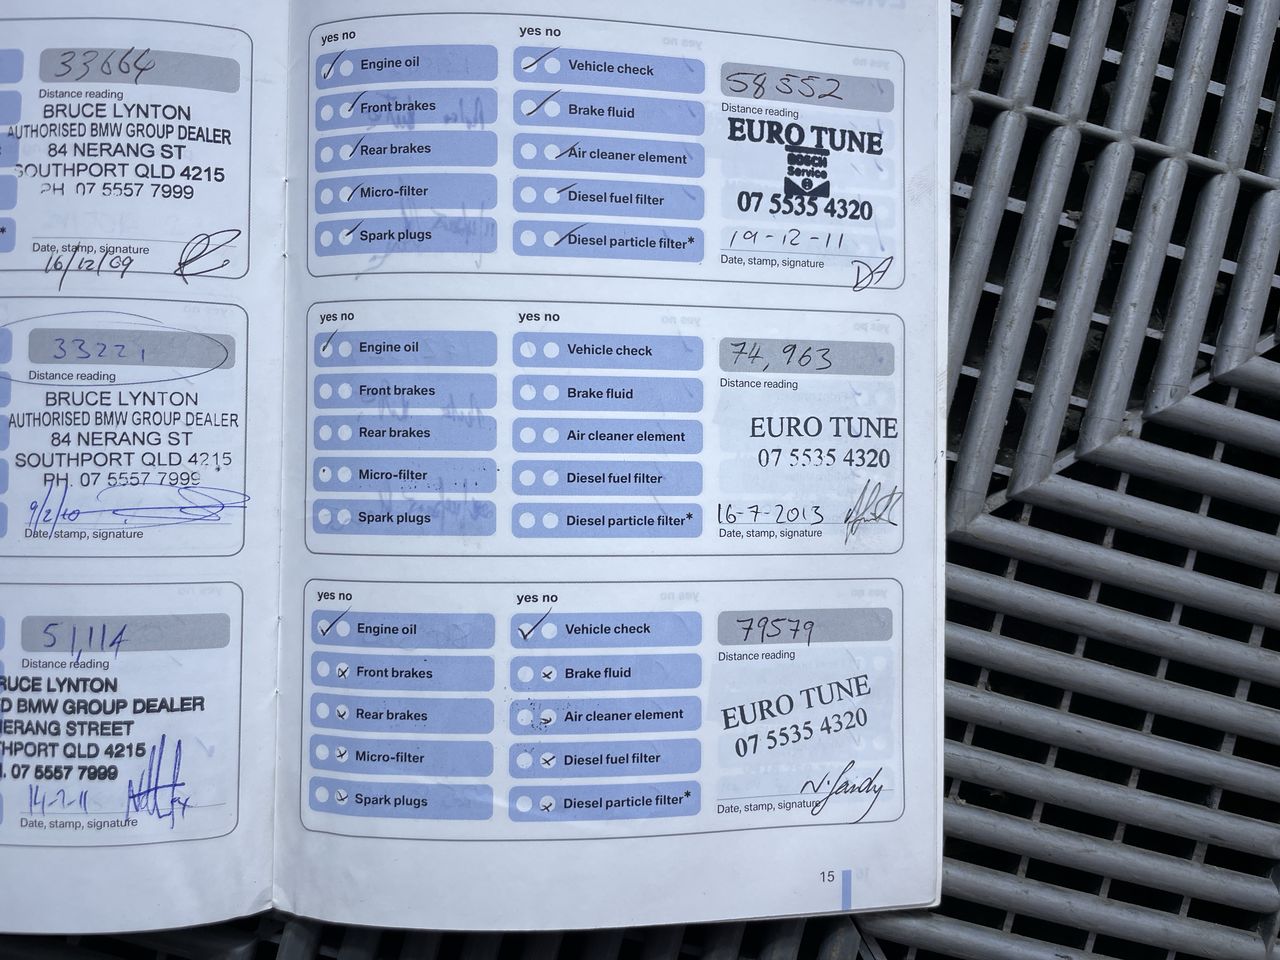 33664
Distance reading
BRUCE LYNTON
AUTHORISED BMW GROUP DEALER
84 NERANG ST
SOUTHPORT QLD 4215
PH 07 5557 7999
*
Date, stamp, signature
16/12/09
33221
Distance reading
BRUCE LYNTON
AUTHORISED BMW GROUP DEALER
84 NERANG ST
SOUTHPORT QLD 4215
PH. 07 5557 7999
9/2/10
Date/stamp, signature
51,114
Distance reading
RUCE LYNTON
D BMW GROUP DEALER
NERANG STREET
HPORT QLD 4215
. 07 5557 7999
Date, stamp, signature
yes no
yes no
Engine oil
Vehicle check
Front brakes
Brake fluid
Rear brakes
Air cleaner element
Micro-filter
Diesel fuel filter
Spark plugs
Diesel particle filter*
58552
Distance reading
EURO TUNE
BOSCH
Service
07 5535 4320
19-12-11
Date, stamp, signature
yes no
yes no
Engine oil
Vehicle check
Front brakes
Brake fluid
Rear brakes
Air cleaner element
Micro-filter
Diesel fuel filter
Spark plugs
Diesel particle filter*
74,963
Distance reading
EURO TUNE
07 5535 4320
16-7-2013
Date, stamp, signature
yes no
yes no
Engine oil
Vehicle check
Front brakes
Brake fluid
Rear brakes
Air cleaner element
Micro-filter
Diesel fuel filter
Spark plugs
Diesel particle filter*
79579
Distance reading
EURO TUNE
07 5535 4320
Date, stamp, signature
15